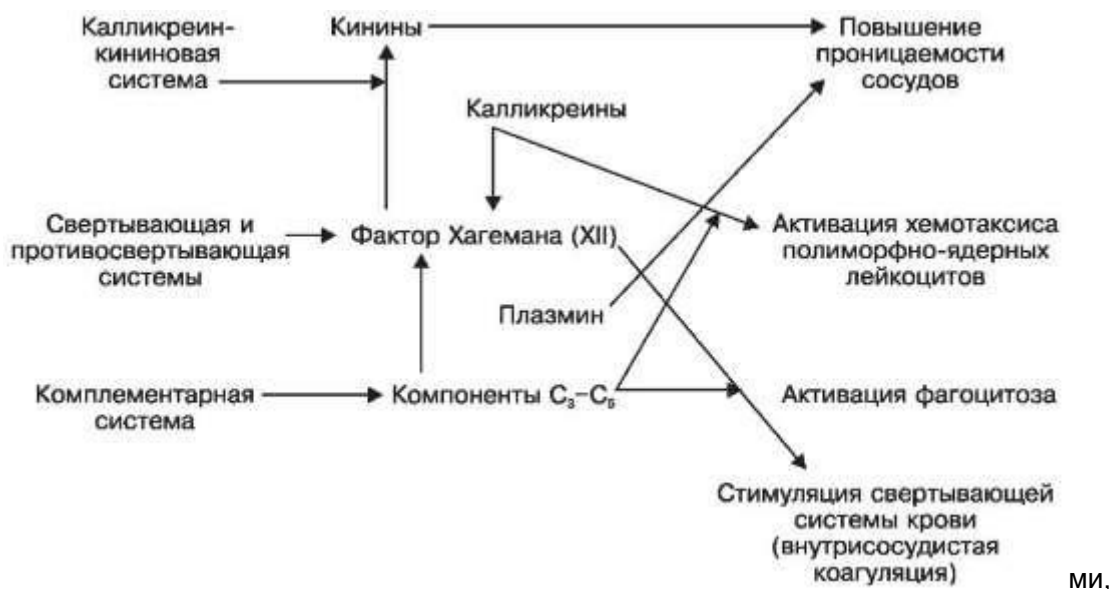 Калликреин-
кининовая
система
Кинины
Повышение
проницаемости
сосудов
Калликреины
Свертывающая и
противосвертывающая
системы
Фактор Хагемана (XII)
Активация хемотаксиса
полиморфно-ядерных
лейкоцитов
Плазмин
Комплементарная
система
Компоненты C₃–C₅
Активация фагоцитоза
Стимуляция свертывающей
системы крови
(внутрисосудистая
коагуляция)
ми,